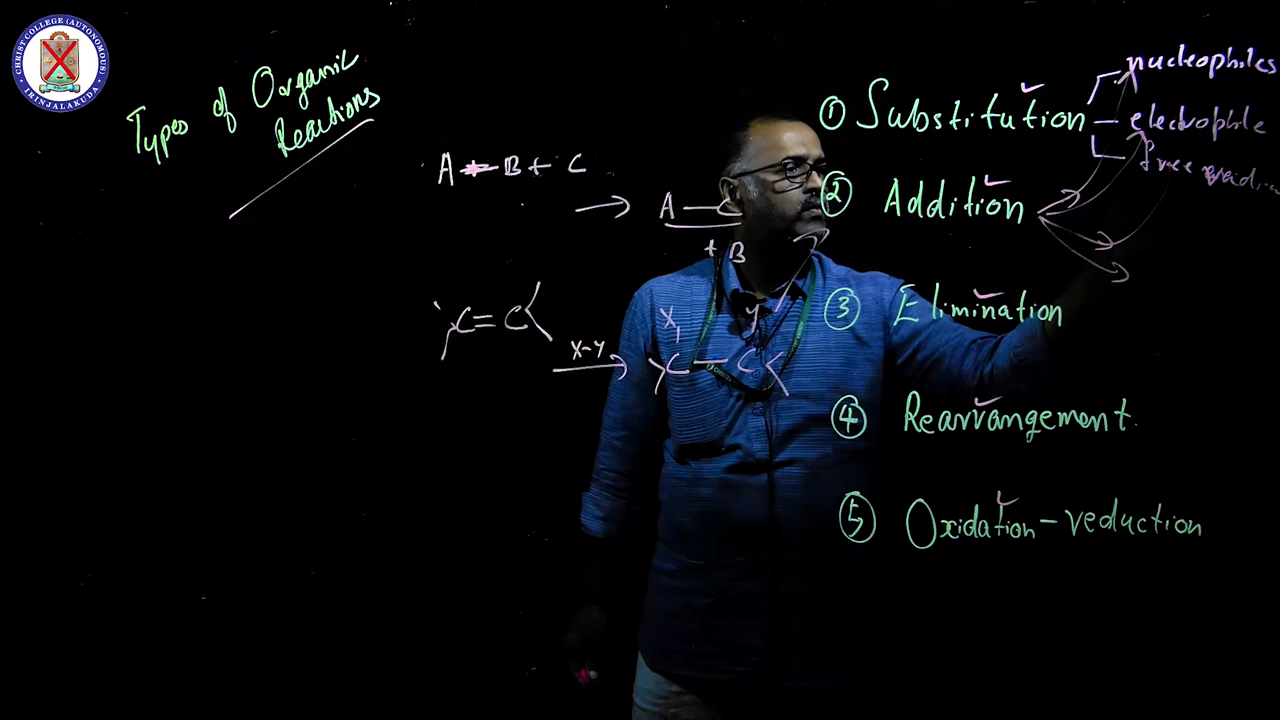 CHRIST COLLEGE (AUTONOMOUS)
IRINJALAKUDA
Types of Organic
Reactions
A - B + C
→ A — C
+ B
C = C
X-Y
X Y
C — C
① Substitution
nucleophiles
electrophile
free
② Addition
③ Elimination
④ Rearrangement.
⑤ Oxidation-reduction